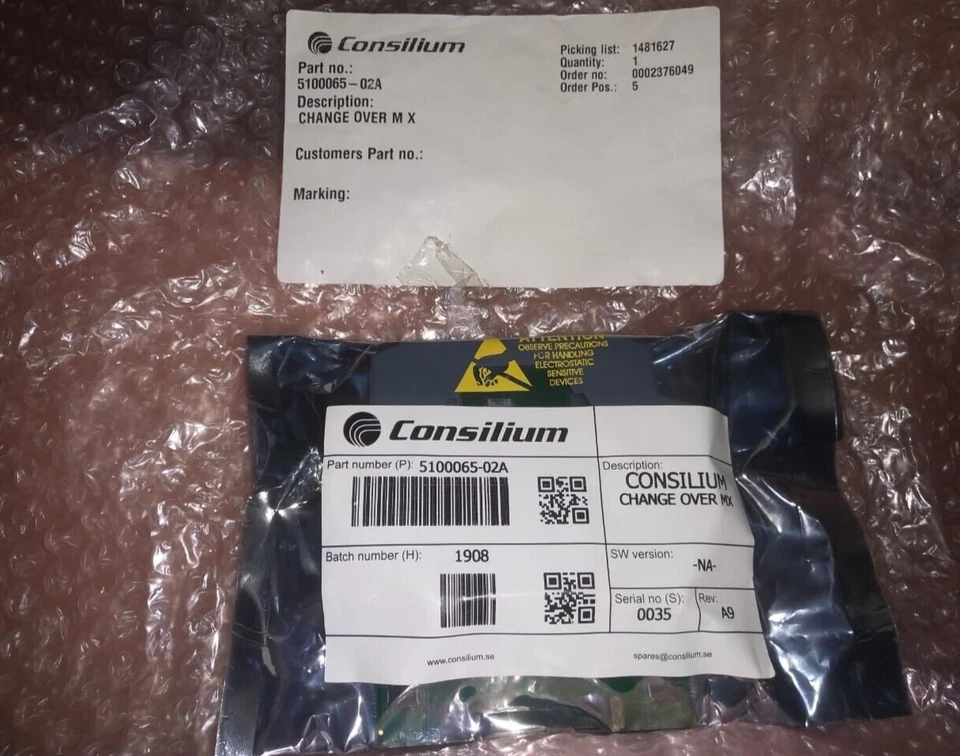 Consilium
Part no.:
5100065-02A
Description:
CHANGE OVER M X
Customers Part no.:
Marking:
Picking list: 1481627
Quantity: 1
Order no: 0002376049
Order Pos.: 5
ATTENTION
OBSERVE PRECAUTIONS
FOR HANDLING
ELECTROSTATIC
SENSITIVE
DEVICES
Consilium
Part number (P): 5100065-02A
Description:
CONSILIUM
CHANGE OVER MX
Batch number (H): 1908
SW version:
-NA-
Serial no (S):
0035
Rev:
A9
www.consilium.se
spares@consilium.se